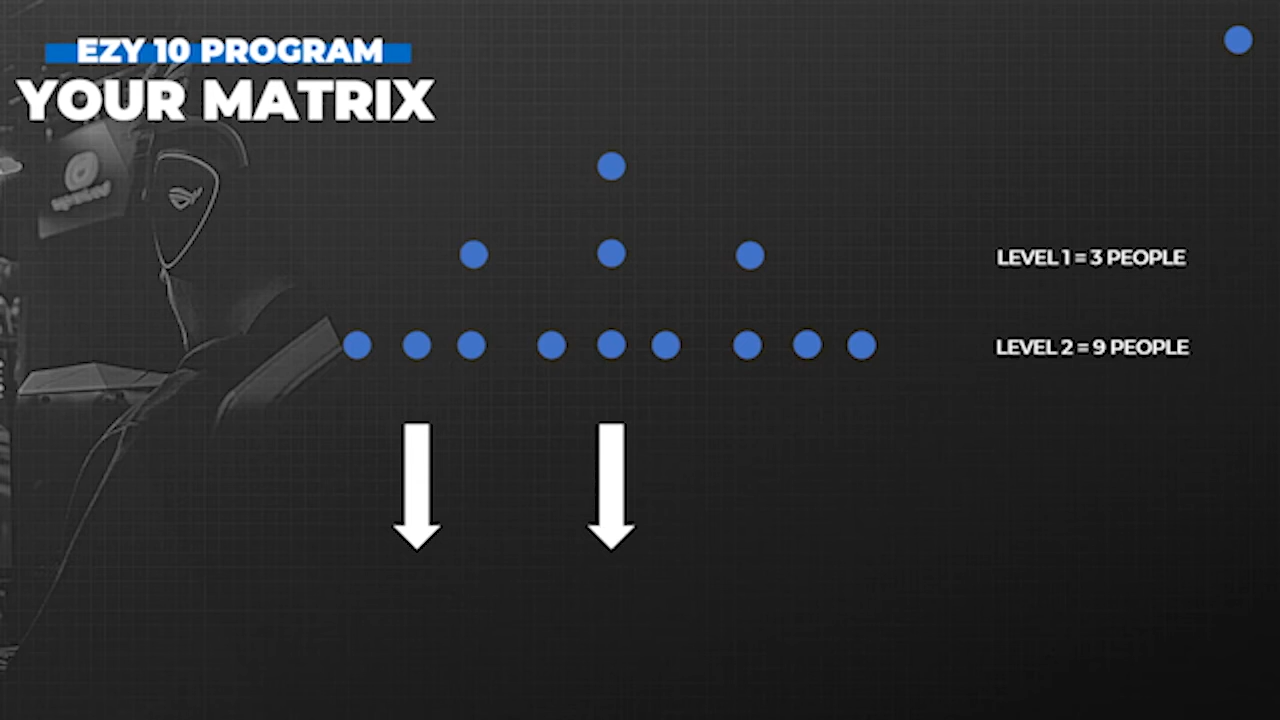 EZY 10 PROGRAM
YOUR MATRIX
LEVEL 1 = 3 PEOPLE
LEVEL 2 = 9 PEOPLE